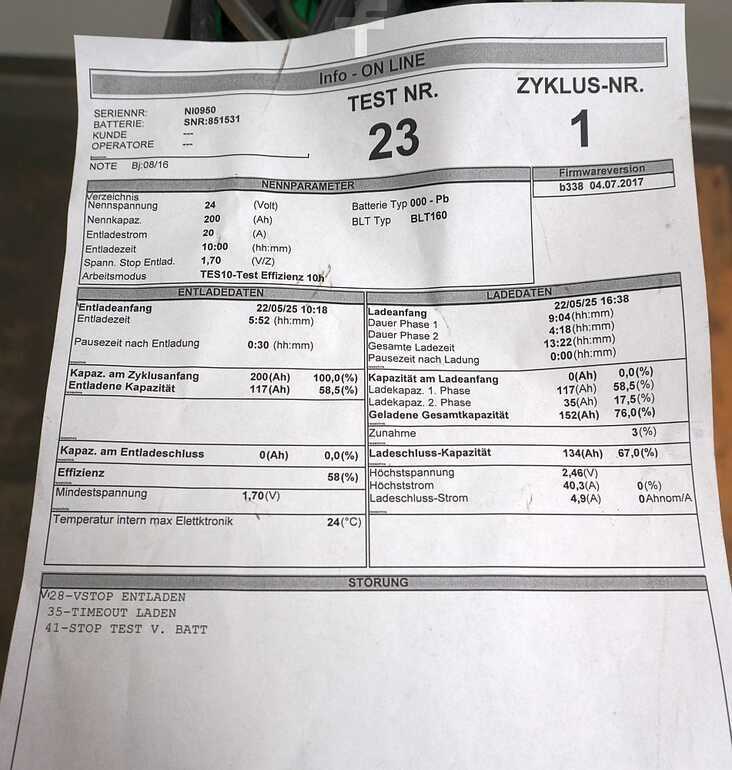 Info - ON LINE
SERIENNR: NI0950
BATTERIE: SNR:851531
KUNDE ---
OPERATORE ---
NOTE Bj:08/16
TEST NR.
23
ZYKLUS-NR.
1
Firmwareversion
b338 04.07.2017
NENNPARAMETER
Verzeichnis
Nennspannung 24 (Volt) Batterie Typ 000 - Pb
Nennkapaz. 200 (Ah) BLT Typ BLT160
Entladestrom 20 (A)
Entladezeit 10:00 (hh:mm)
Spann. Stop Entlad. 1,70 (V/Z)
Arbeitsmodus TES10-Test Effizienz 10h
ENTLADEDATEN
Entladeanfang 22/05/25 10:18
Entladezeit 5:52 (hh:mm)
Pausezeit nach Entladung 0:30 (hh:mm)
Kapaz. am Zyklusanfang 200(Ah) 100,0(%)
Entladene Kapazität 117(Ah) 58,5(%)
Kapaz. am Entladeschluss 0(Ah) 0,0(%)
Effizienz 58(%)
Mindestspannung 1,70(V)
Temperatur intern max Elettktronik 24(°C)
LADEDATEN
Ladeanfang 22/05/25 16:38
Dauer Phase 1 9:04(hh:mm)
Dauer Phase 2 4:18(hh:mm)
Gesamte Ladezeit 13:22(hh:mm)
Pausezeit nach Ladung 0:00(hh:mm)
Kapazität am Ladeanfang 0(Ah) 0,0(%)
Ladekapaz. 1. Phase 117(Ah) 58,5(%)
Ladekapaz. 2. Phase 35(Ah) 17,5(%)
Geladene Gesamtkapazität 152(Ah) 76,0(%)
Zunahme 3(%)
Ladeschluss-Kapazität 134(Ah) 67,0(%)
Höchstspannung 2,46(V)
Höchststrom 40,3(A) 0(%)
Ladeschluss-Strom 4,9(A) 0Ahnom/A
STÖRUNG
28-VSTOP ENTLADEN
35-TIMEOUT LADEN
41-STOP TEST V. BATT